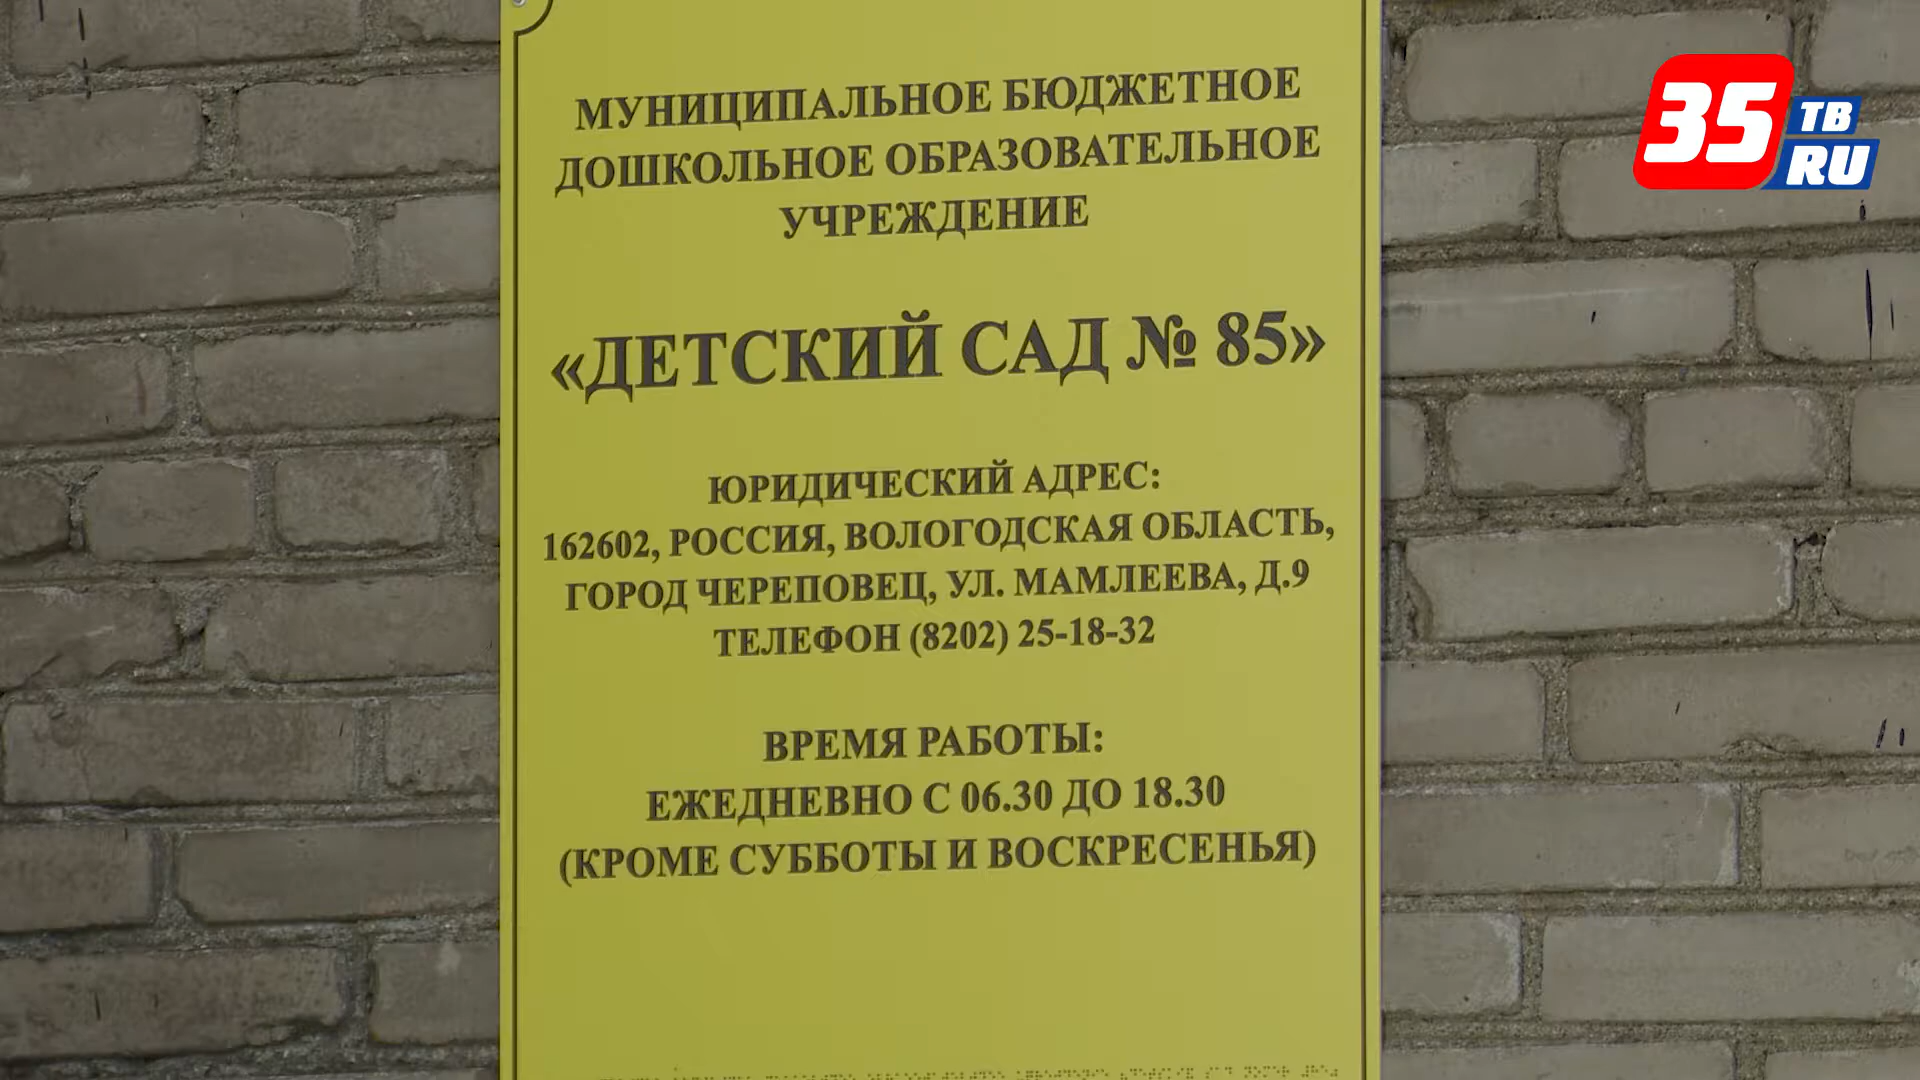 МУНИЦИПАЛЬНОЕ БЮДЖЕТНОЕ
ДОШКОЛЬНОЕ ОБРАЗОВАТЕЛЬНОЕ
УЧРЕЖДЕНИЕ
«ДЕТСКИЙ САД № 85»
ЮРИДИЧЕСКИЙ АДРЕС:
162602, РОССИЯ, ВОЛОГОДСКАЯ ОБЛАСТЬ,
ГОРОД ЧЕРЕПОВЕЦ, УЛ. МАМЛЕЕВА, Д.9
ТЕЛЕФОН (8202) 25-18-32
ВРЕМЯ РАБОТЫ:
ЕЖЕДНЕВНО С 06.30 ДО 18.30
(КРОМЕ СУББОТЫ И ВОСКРЕСЕНЬЯ)
35 ТВ
RU